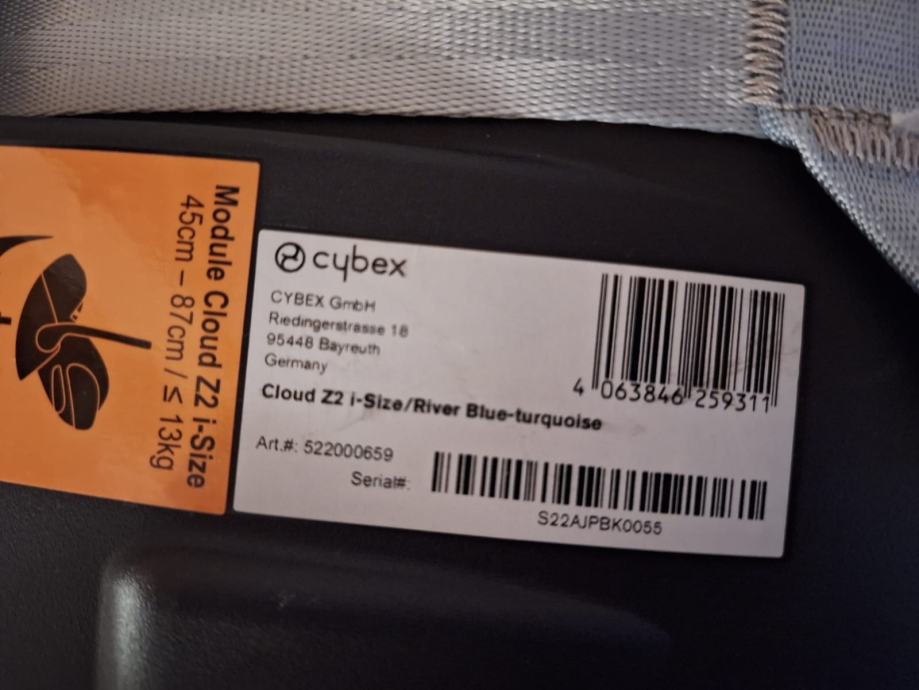 Module Cloud Z2 i-Size
45cm – 87cm / ≤ 13kg
cybex
CYBEX GmbH
Riedingerstrasse 18
95448 Bayreuth
Germany
4 063846 259311
Cloud Z2 i-Size/River Blue-turquoise
Art.#: 522000659
Serial#:
S22AJPBK0055